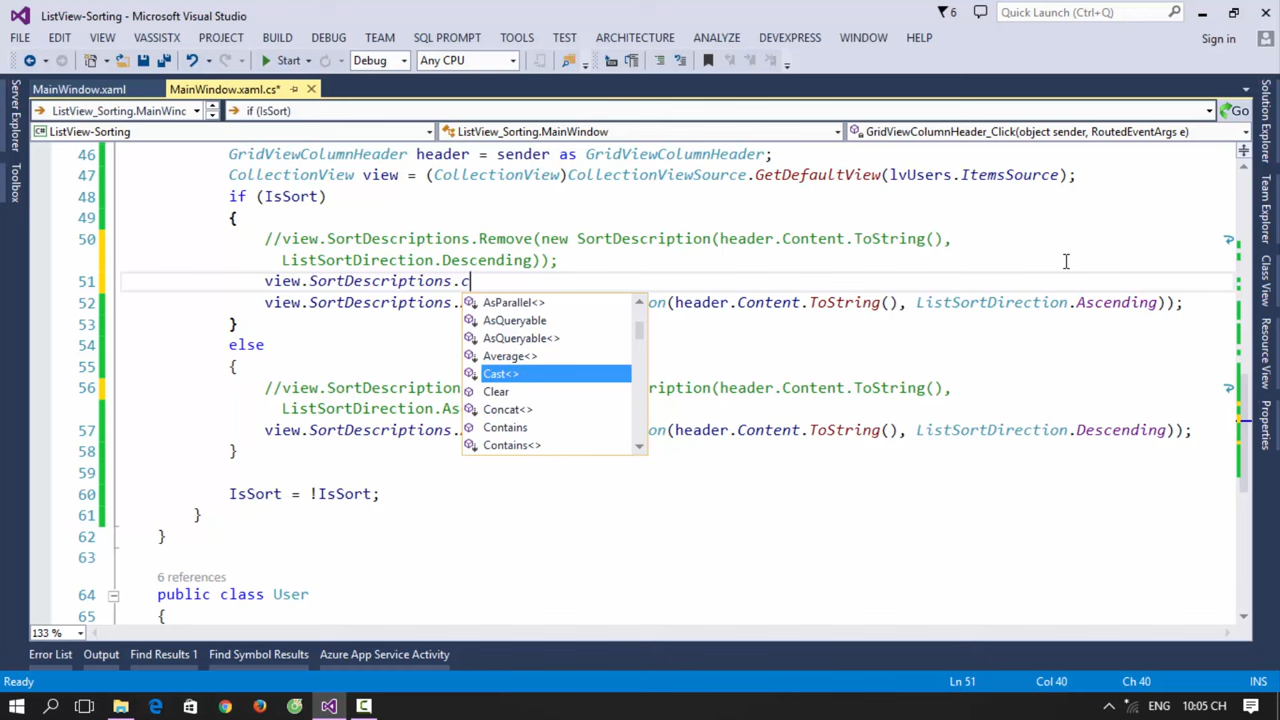 ListView-Sorting - Microsoft Visual Studio
6
Quick Launch (Ctrl+Q)
FILE EDIT VIEW VASSISTX PROJECT BUILD DEBUG TEAM SQL PROMPT TOOLS TEST ARCHITECTURE ANALYZE DEVEXPRESS WINDOW HELP
Sign in
Start Debug Any CPU
MainWindow.xaml MainWindow.xaml.cs*
ListView_Sorting.MainWinc if (IsSort) Go
ListView-Sorting ListView_Sorting.MainWindow GridViewColumnHeader_Click(object sender, RoutedEventArgs e)
46 GridViewColumnHeader header = sender as GridViewColumnHeader;
47 CollectionView view = (CollectionView)CollectionViewSource.GetDefaultView(lvUsers.ItemsSource);
48 if (IsSort)
49 {
50 //view.SortDescriptions.Remove(new SortDescription(header.Content.ToString(),
ListSortDirection.Descending));
51 view.SortDescriptions.c
52 view.SortDescriptions. on(header.Content.ToString(), ListSortDirection.Ascending));
53 }
54 else
55 {
56 //view.SortDescriptions ription(header.Content.ToString(),
ListSortDirection.As
57 view.SortDescriptions. on(header.Content.ToString(), ListSortDirection.Descending));
58 }
59
60 IsSort = !IsSort;
61 }
62 }
63
6 references
64 public class User
65 {
AsParallel<>
AsQueryable
AsQueryable<>
Average<>
Cast<>
Clear
Concat<>
Contains
Contains<>
Server Explorer
Toolbox
Solution Explorer
Team Explorer
Class View
Resource View
Properties
133 %
Error List Output Find Results 1 Find Symbol Results Azure App Service Activity
Ready Ln 51 Col 40 Ch 40 INS
ENG 10:05 CH